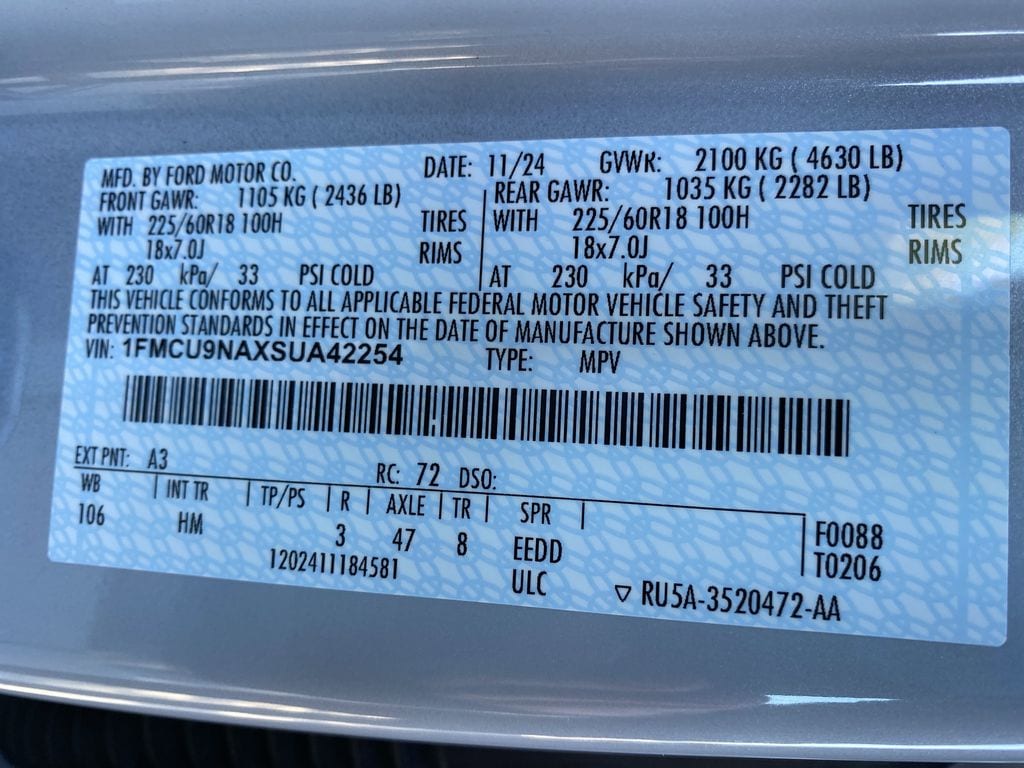 MFD. BY FORD MOTOR CO. DATE: 11/24 GVWR: 2100 KG ( 4630 LB)
FRONT GAWR: 1105 KG ( 2436 LB) REAR GAWR: 1035 KG ( 2282 LB)
WITH 225/60R18 100H TIRES WITH 225/60R18 100H TIRES
18x7.0J RIMS 18x7.0J RIMS
AT 230 kPa/ 33 PSI COLD AT 230 kPa/ 33 PSI COLD
THIS VEHICLE CONFORMS TO ALL APPLICABLE FEDERAL MOTOR VEHICLE SAFETY AND THEFT
PREVENTION STANDARDS IN EFFECT ON THE DATE OF MANUFACTURE SHOWN ABOVE.
VIN: 1FMCU9NAXSUA42254 TYPE: MPV
EXT PNT: A3 RC: 72 DSO:
WB INT TR TP/PS R AXLE TR SPR
106 HM 3 47 8 EEDD F0088
1202411184581 ULC T0206
▽ RU5A-3520472-AA